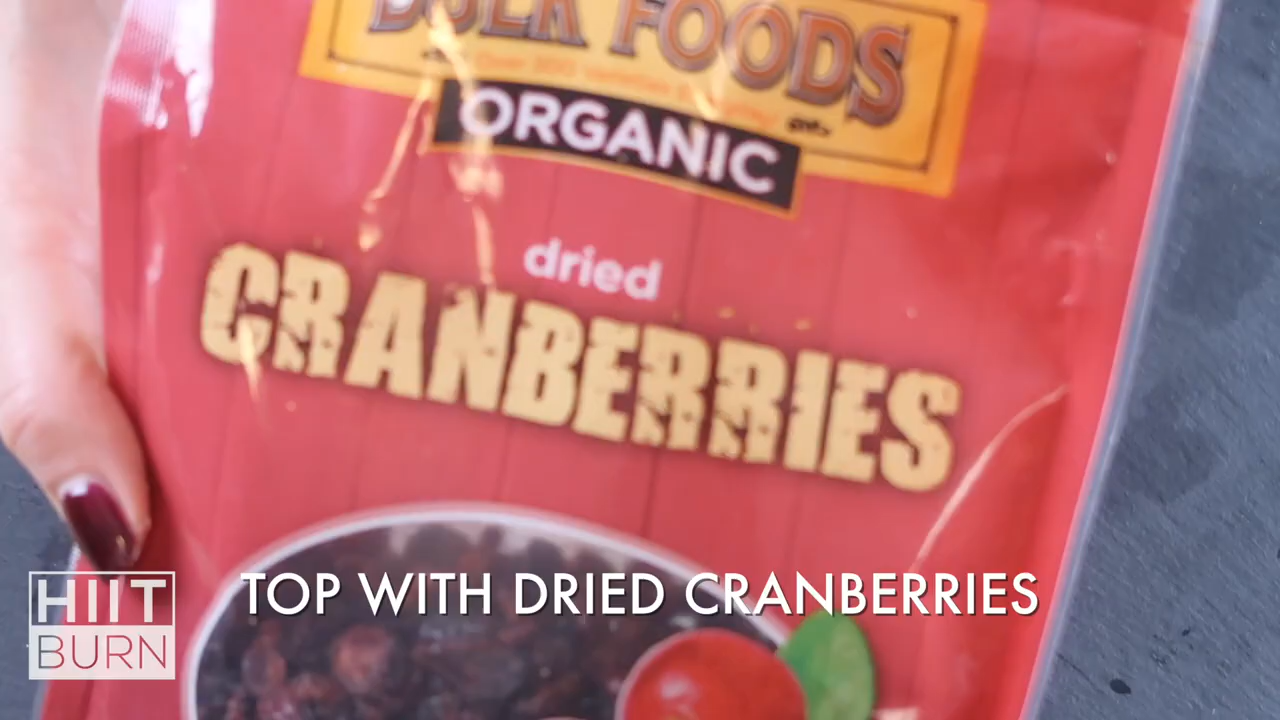 BULK FOODS
ORGANIC
dried
CRANBERRIES
TOP WITH DRIED CRANBERRIES
HIIT
BURN